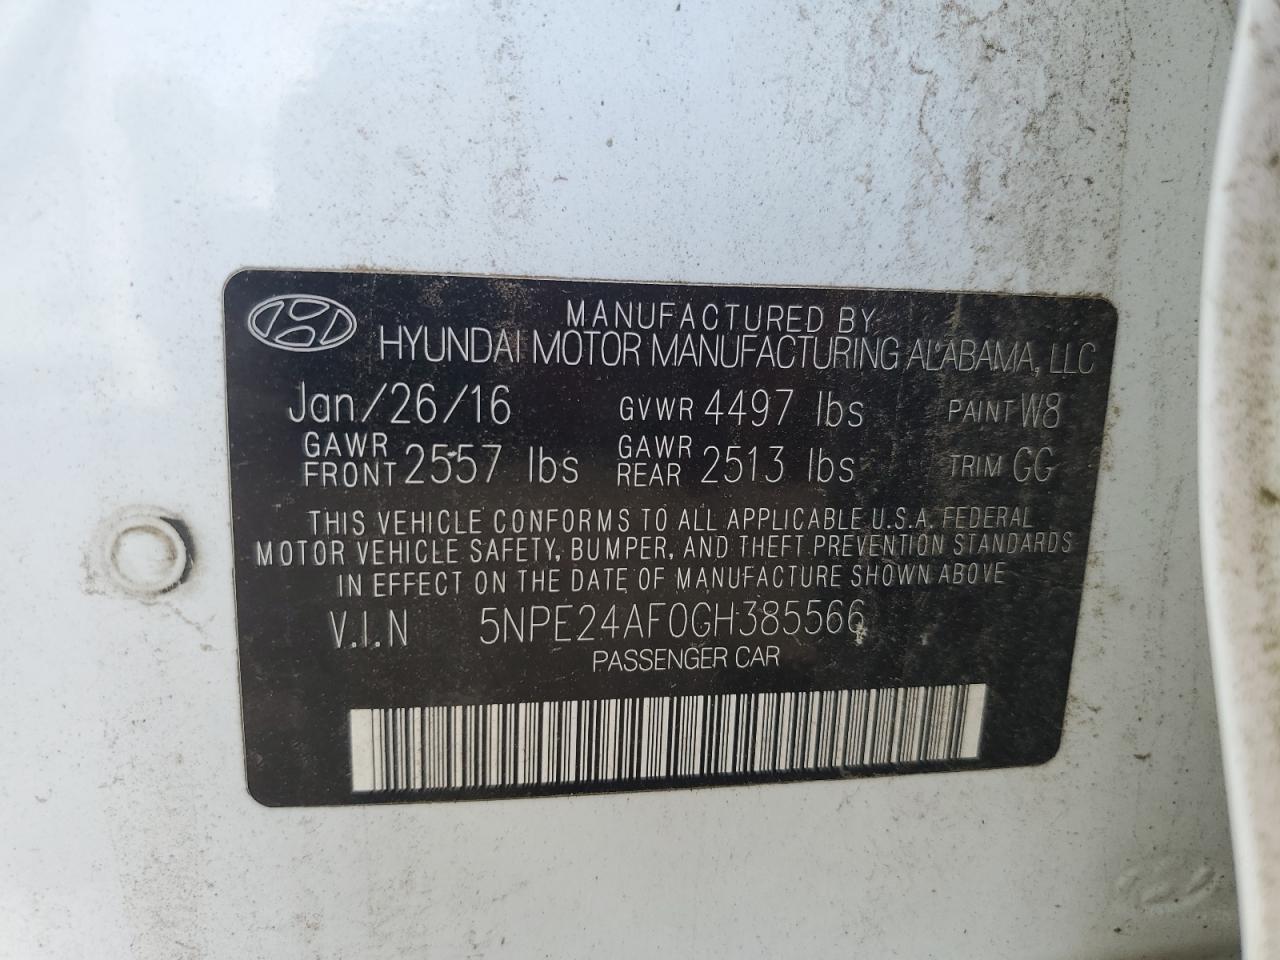 MANUFACTURED BY
HYUNDAI MOTOR MANUFACTURING ALABAMA, LLC
Jan/26/16 GVWR 4497 lbs PAINT W8
GAWR FRONT 2557 lbs GAWR REAR 2513 lbs TRIM GG
THIS VEHICLE CONFORMS TO ALL APPLICABLE U.S.A. FEDERAL
MOTOR VEHICLE SAFETY, BUMPER, AND THEFT PREVENTION STANDARDS
IN EFFECT ON THE DATE OF MANUFACTURE SHOWN ABOVE
V.I.N 5NPE24AF0GH385566
PASSENGER CAR